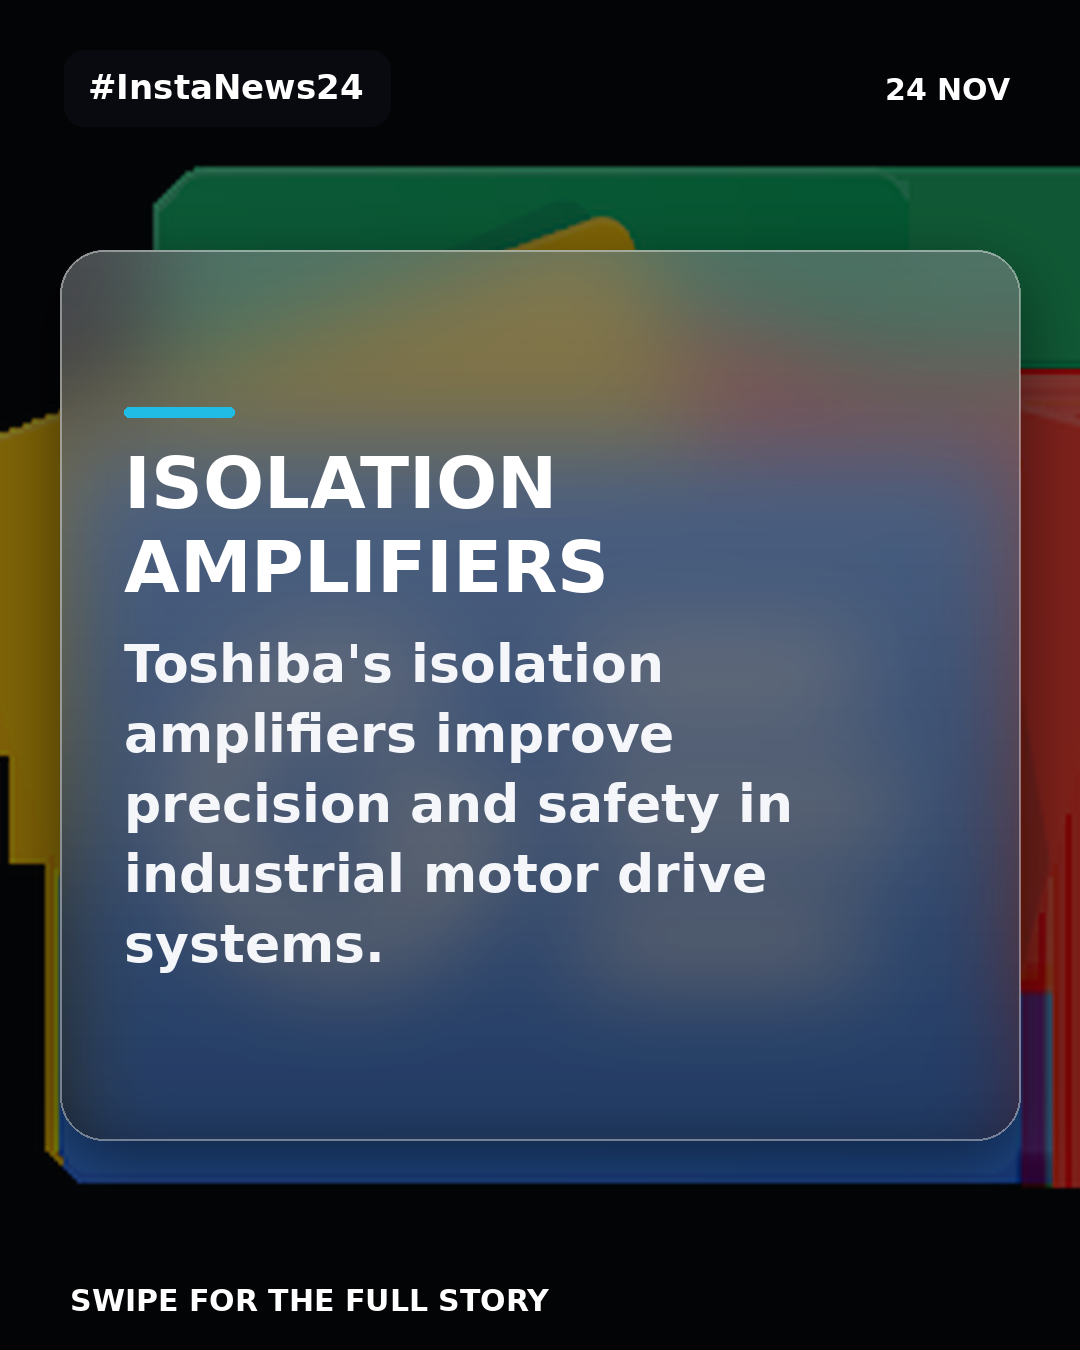 #InstaNews24
24 NOV
ISOLATION
AMPLIFIERS
Toshiba's isolation
amplifiers improve
precision and safety in
industrial motor drive
systems.
SWIPE FOR THE FULL STORY